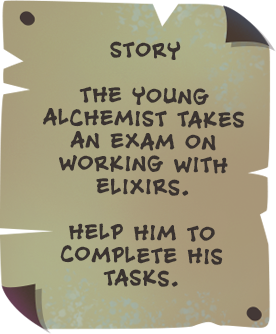 STORY
THE YOUNG
ALCHEMIST TAKES
AN EXAM ON
WORKING WITH
ELIXIRS.
HELP HIM TO
COMPLETE HIS
TASKS.